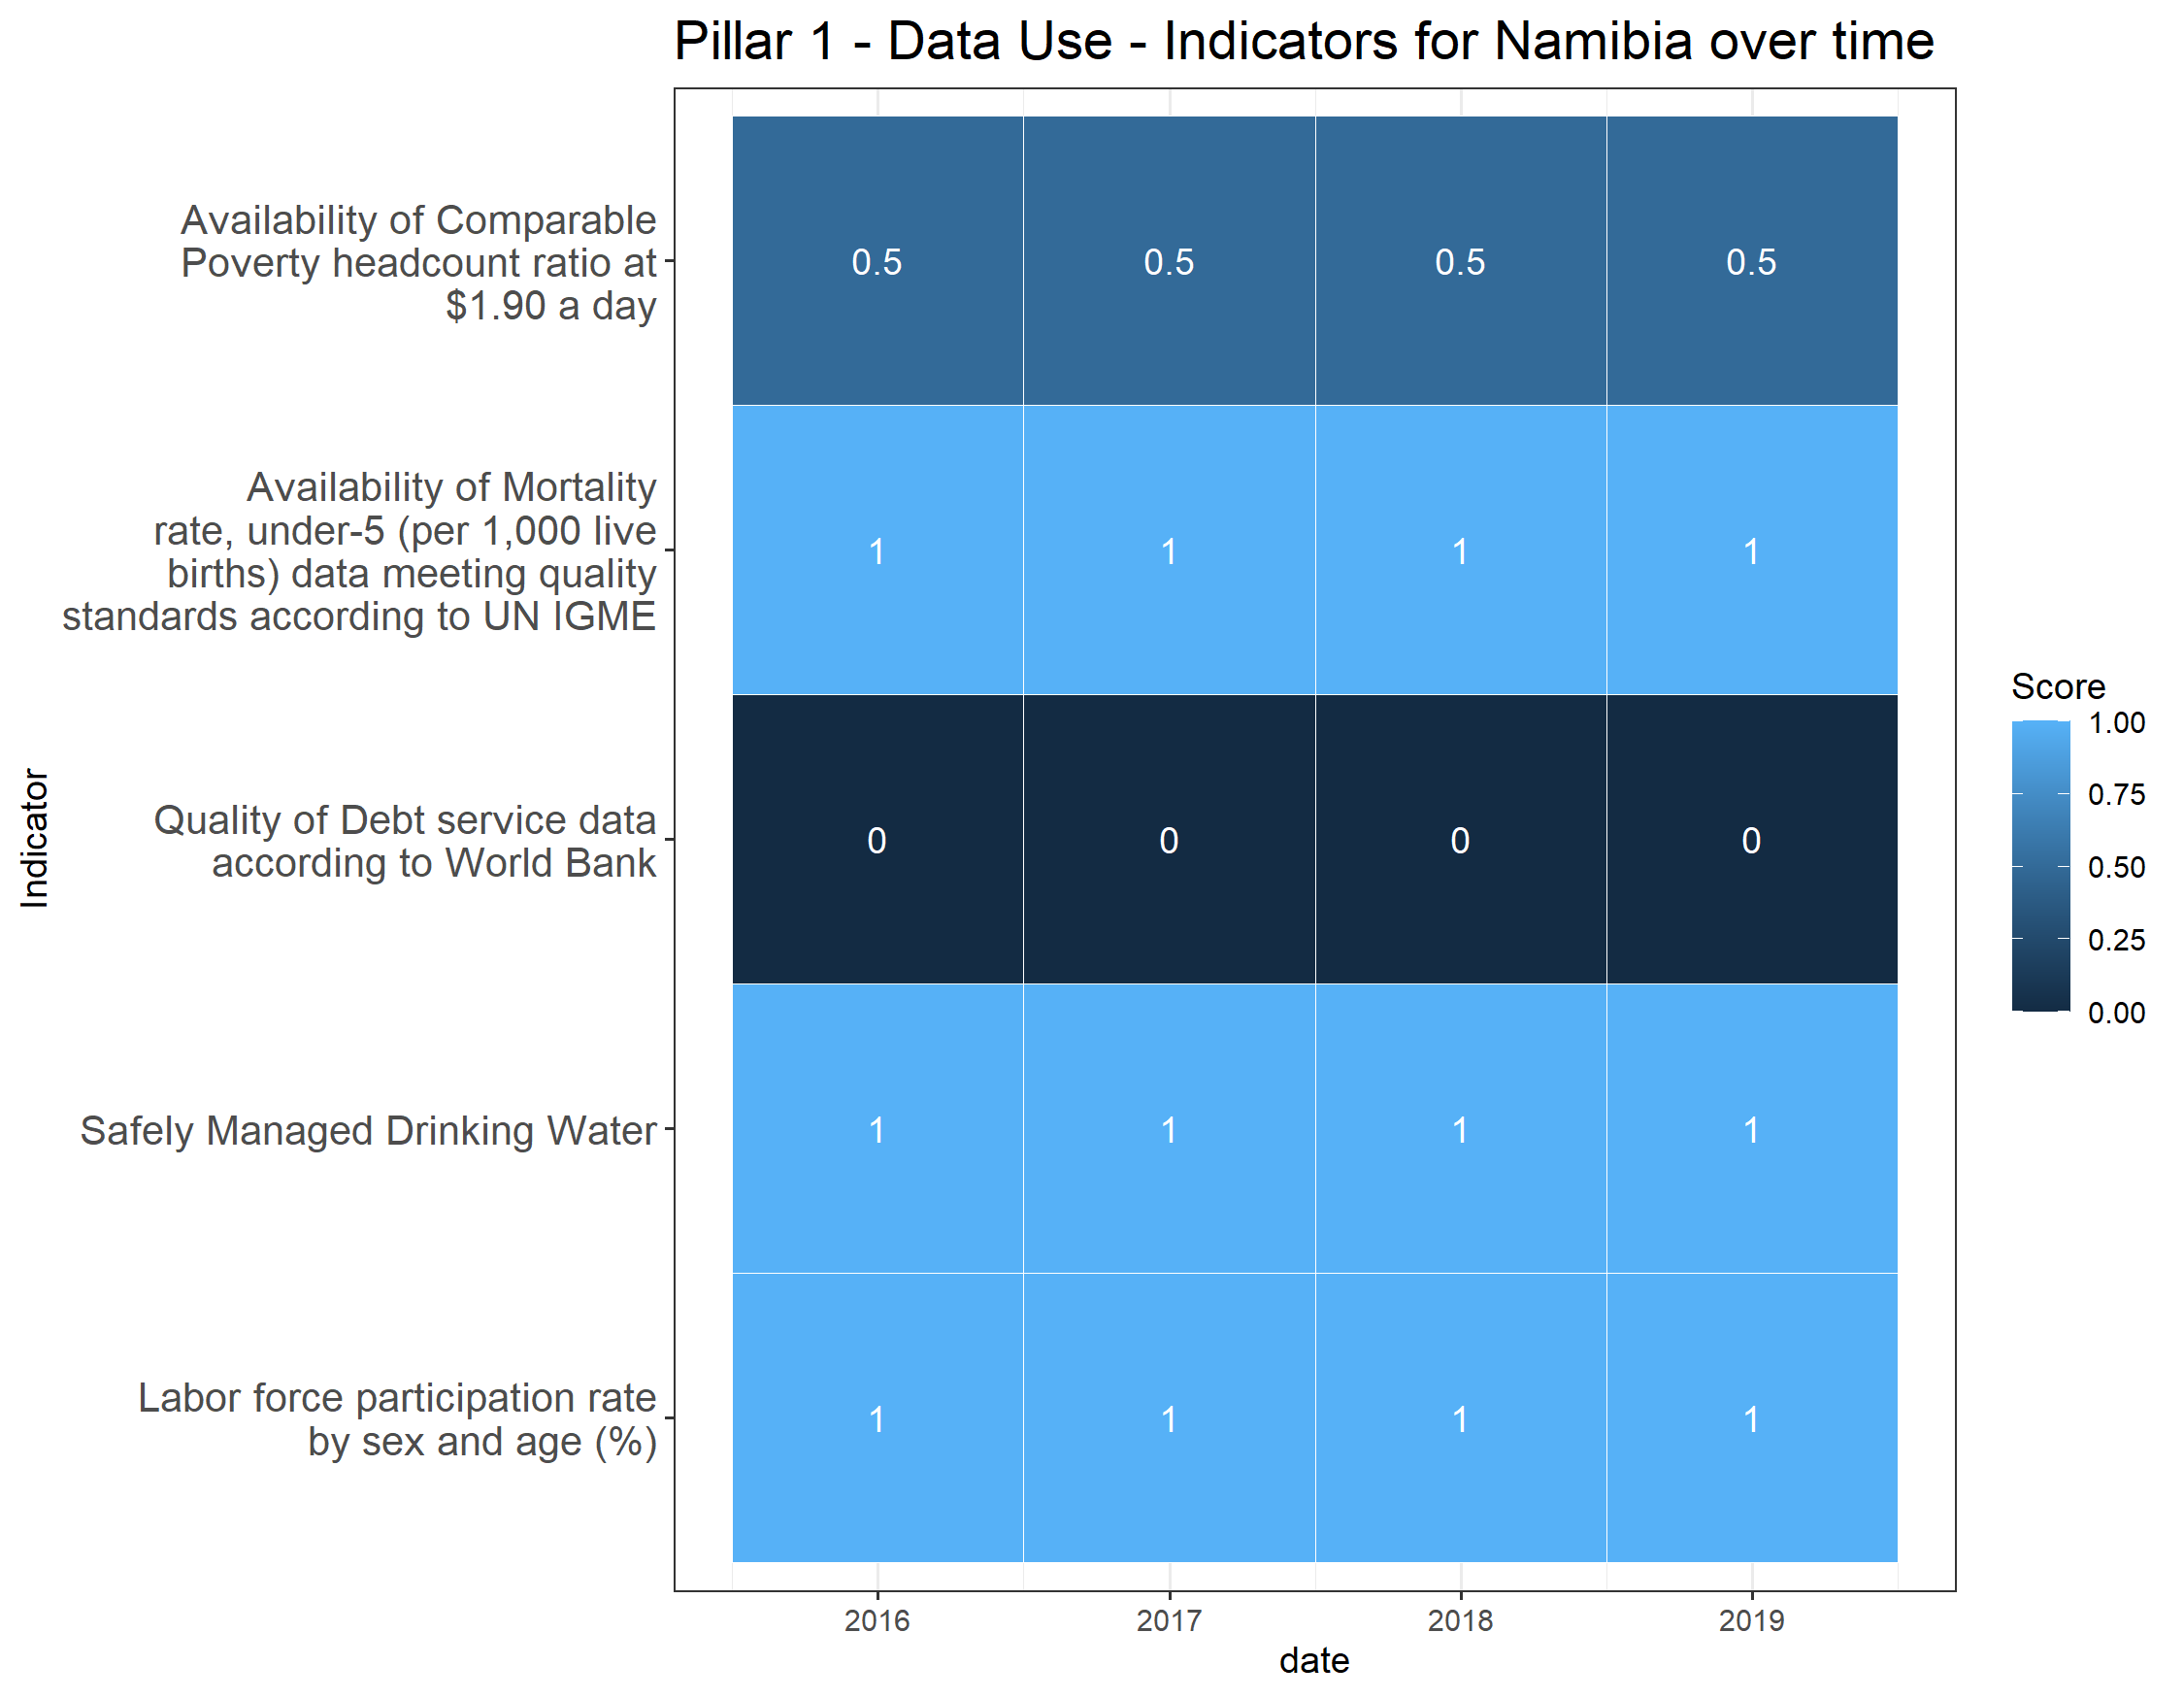 Pillar 1 - Data Use - Indicators for Namibia over time
Indicator
Availability of Comparable
Poverty headcount ratio at
$1.90 a day
0.5 0.5 0.5 0.5
Availability of Mortality
rate, under-5 (per 1,000 live
births) data meeting quality
standards according to UN IGME
1 1 1 1
Quality of Debt service data
according to World Bank
0 0 0 0
Safely Managed Drinking Water
1 1 1 1
Labor force participation rate
by sex and age (%)
1 1 1 1
2016 2017 2018 2019
date
Score
1.00
0.75
0.50
0.25
0.00